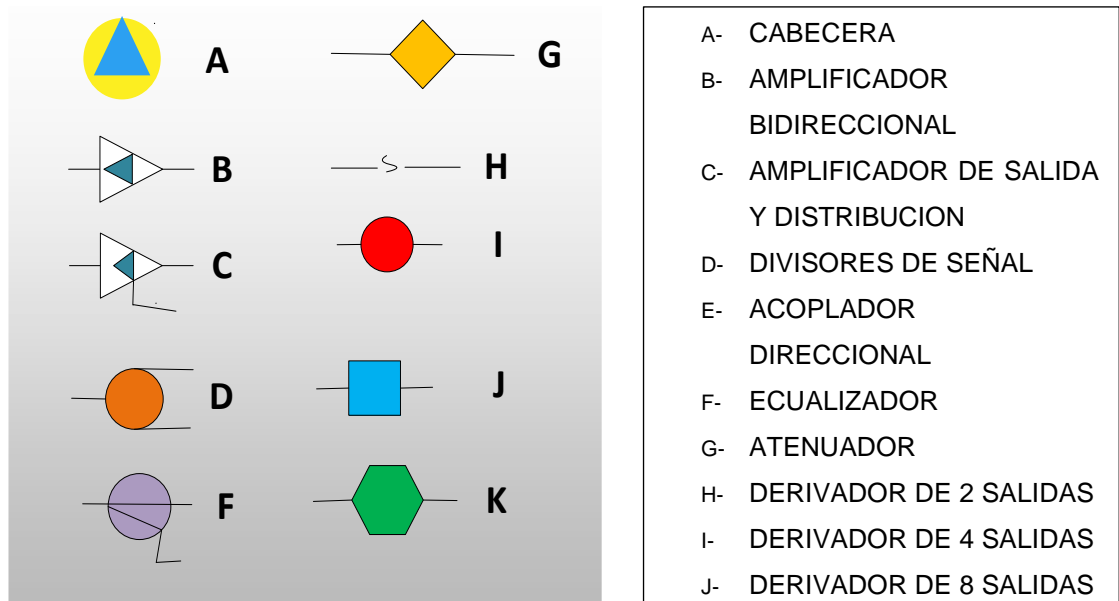 A
G
B
H
C
I
D
J
F
K
A- CABECERA
B- AMPLIFICADOR
BIDIRECCIONAL
C- AMPLIFICADOR DE SALIDA
Y DISTRIBUCION
D- DIVISORES DE SEÑAL
E- ACOPLADOR
DIRECCIONAL
F- ECUALIZADOR
G- ATENUADOR
H- DERIVADOR DE 2 SALIDAS
I- DERIVADOR DE 4 SALIDAS
J- DERIVADOR DE 8 SALIDAS